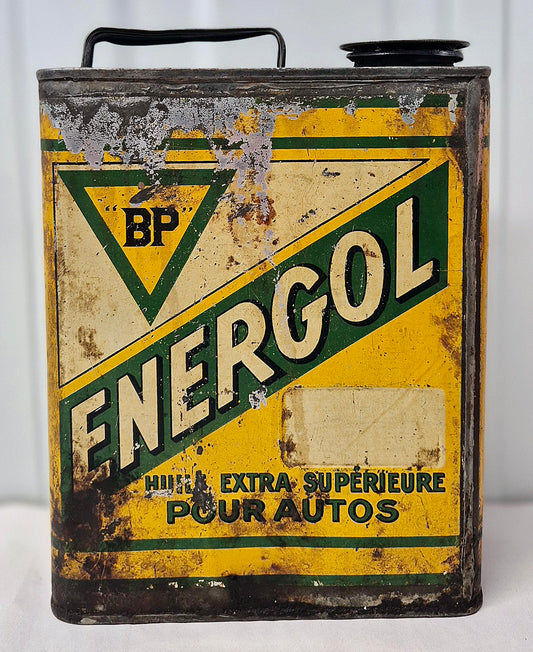 "BP"
ENERGOL
HUILE EXTRA SUPÉRIEURE
POUR AUTOS